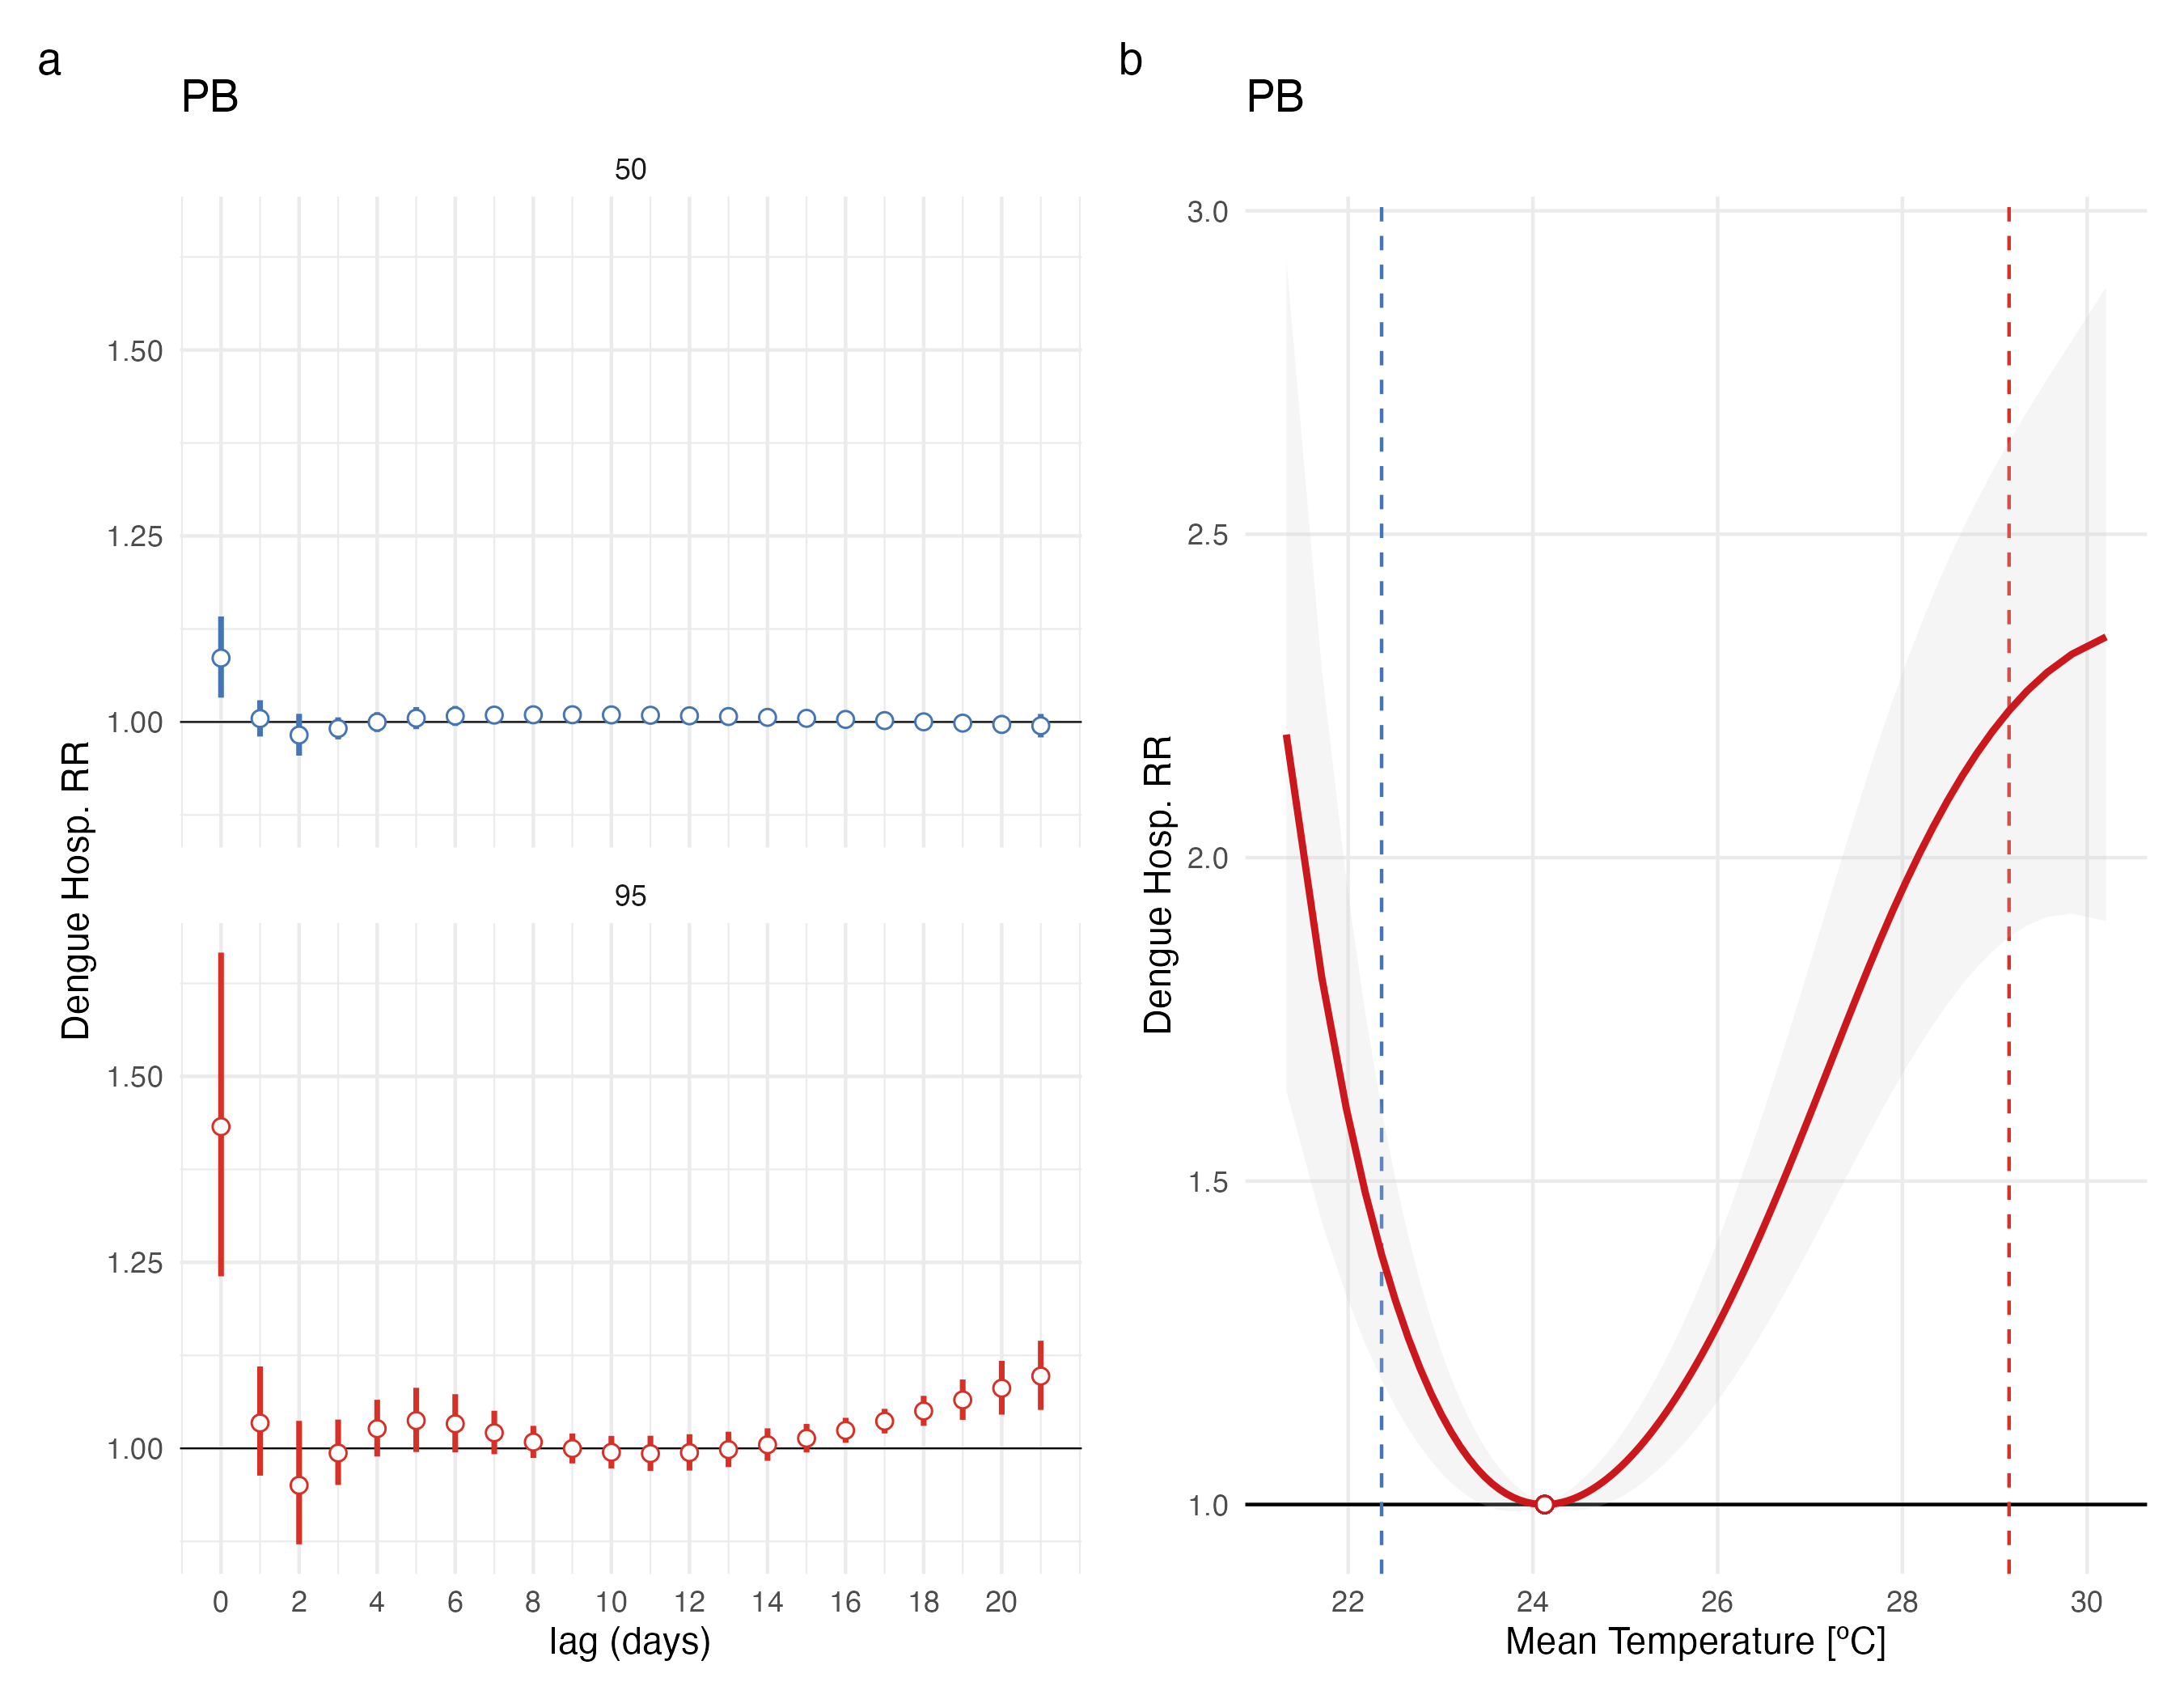 a
PB
50
1.50
1.25
1.00
95
1.50
1.25
1.00
0 2 4 6 8 10 12 14 16 18 20
lag (days)
Dengue Hosp. RR
b
PB
3.0
2.5
2.0
1.5
1.0
22 24 26 28 30
Mean Temperature [ºC]
Dengue Hosp. RR